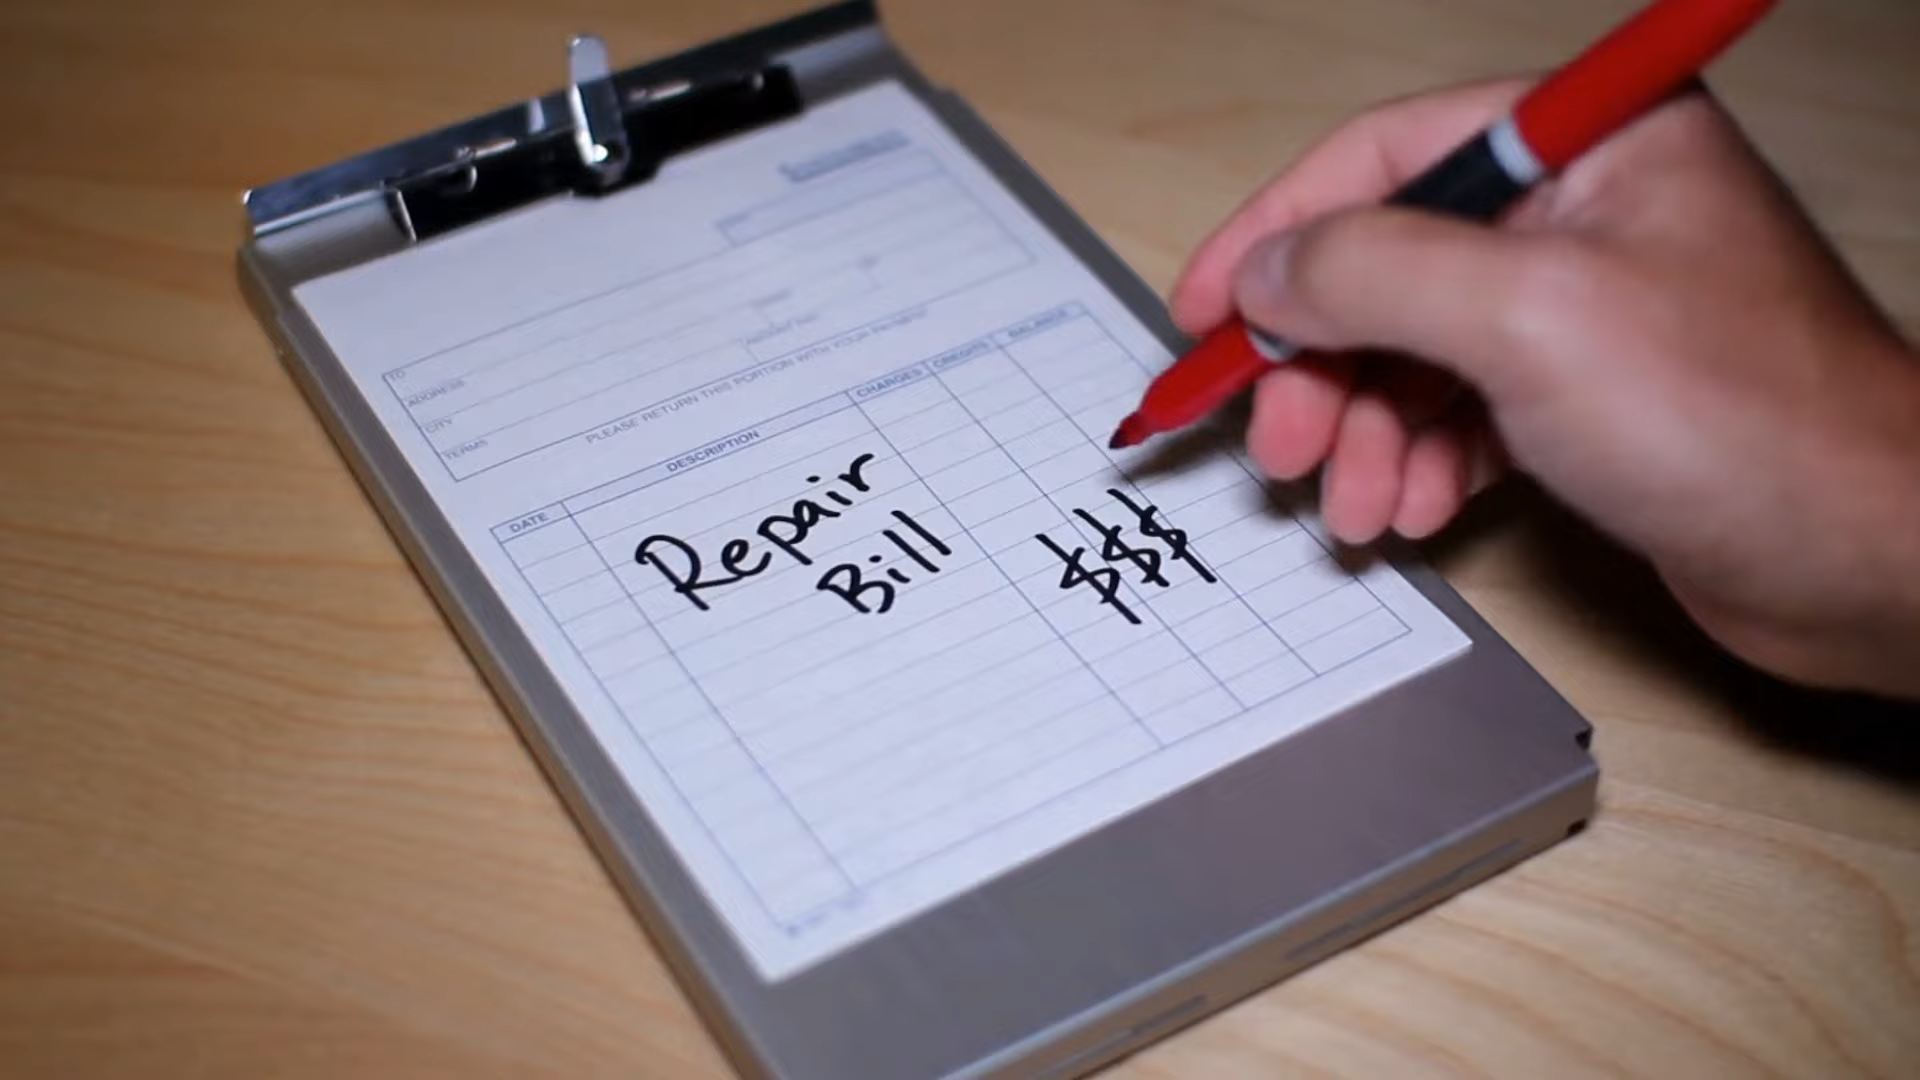 TO
ADDRESS
CITY
TERMS
PLEASE RETURN THIS PORTION WITH YOUR PAYMENT
DATE DESCRIPTION CHARGES CREDITS BALANCE
Repair
Bill $$$